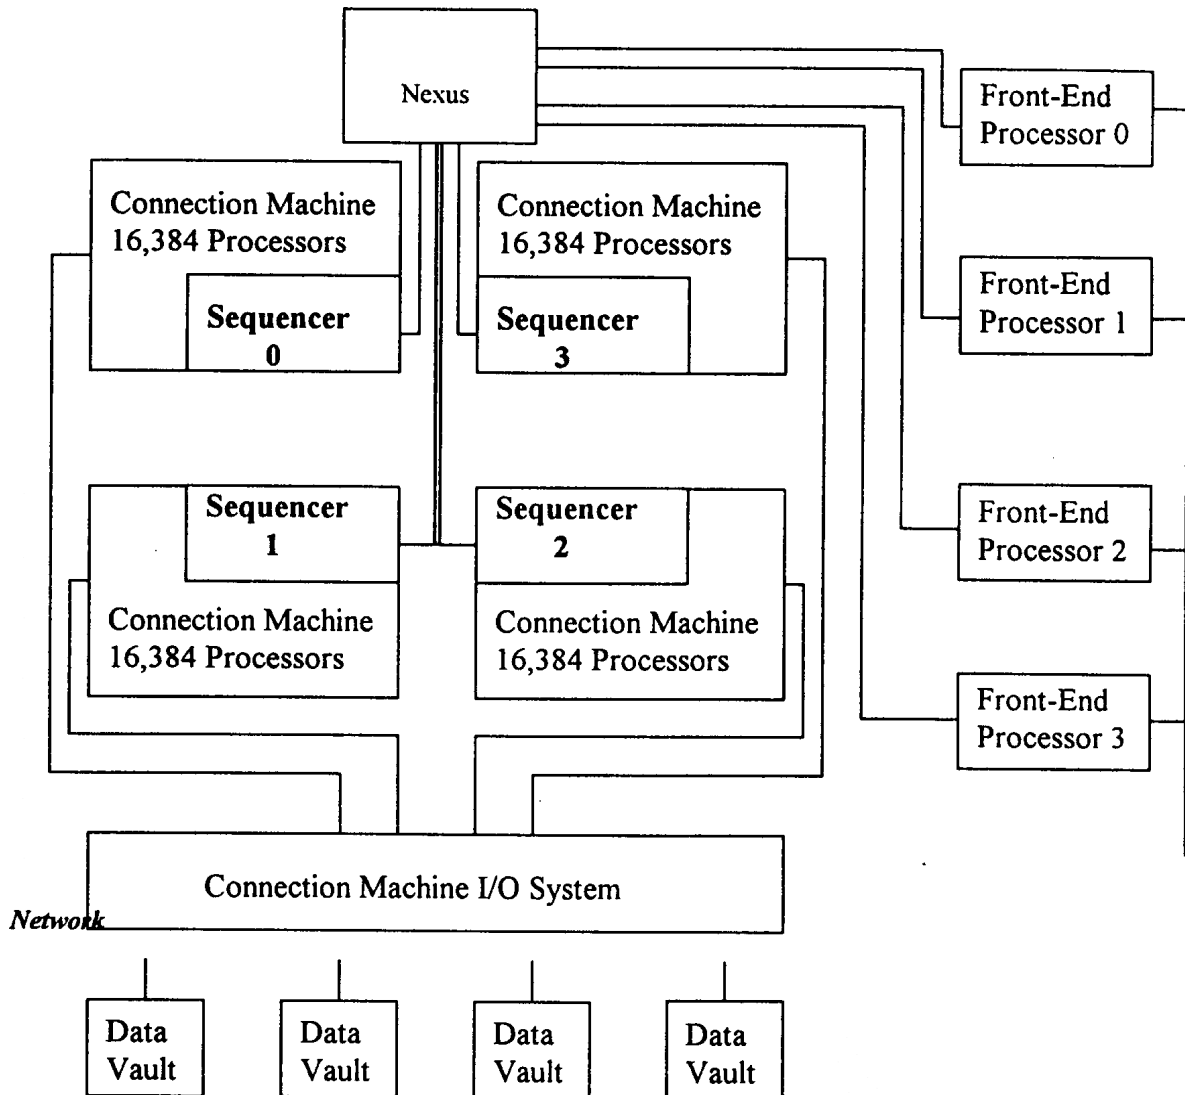 Nexus
Front-End
Processor 0
Connection Machine
16,384 Processors
Sequencer
0
Connection Machine
16,384 Processors
Sequencer
3
Front-End
Processor 1
Sequencer
1
Connection Machine
16,384 Processors
Sequencer
2
Connection Machine
16,384 Processors
Front-End
Processor 2
Front-End
Processor 3
Connection Machine I/O System
Network
Data
Vault
Data
Vault
Data
Vault
Data
Vault